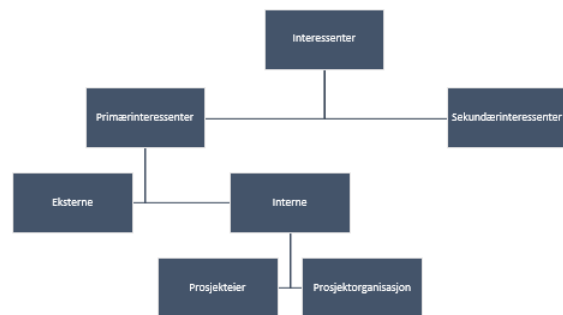 Interessenter
Primærinteressenter
Sekundærinteressenter
Eksterne
Interne
Prosjekteier
Prosjektorganisasjon